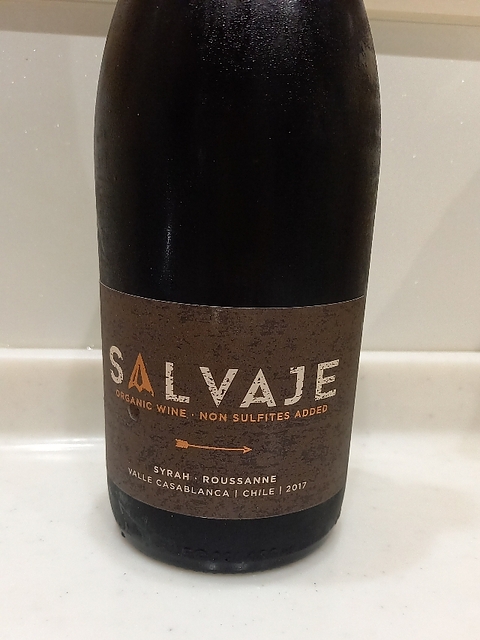 SALVAJE
ORGANIC WINE · NON SULFITES ADDED
SYRAH · ROUSSANNE
VALLE CASABLANCA | CHILE | 2017